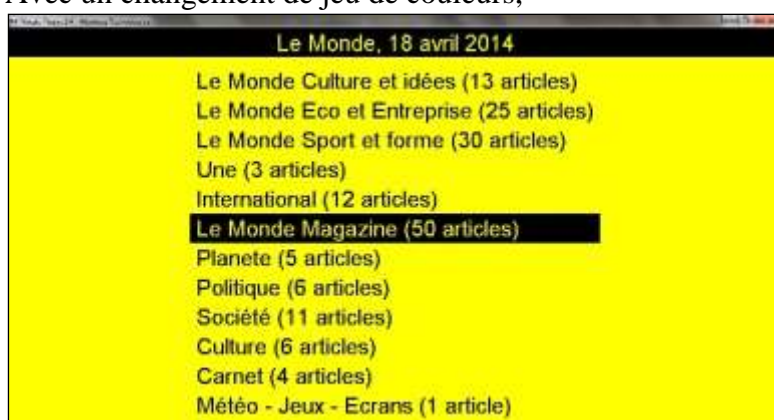 Avec un changement de jeu de couleurs,
Le Monde, 18 avril 2014
Le Monde Culture et idées (13 articles)
Le Monde Eco et Entreprise (25 articles)
Le Monde Sport et forme (30 articles)
Une (3 articles)
International (12 articles)
Le Monde Magazine (50 articles)
Planete (5 articles)
Politique (6 articles)
Société (11 articles)
Culture (6 articles)
Carnet (4 articles)
Météo - Jeux - Ecrans (1 article)